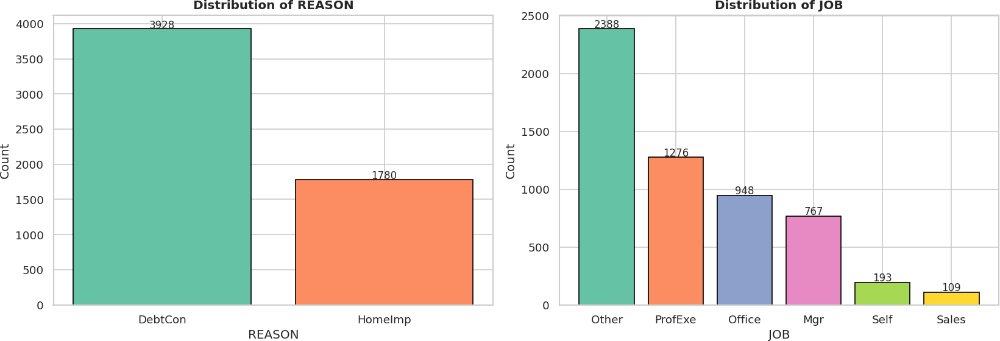 Distribution of REASON
4000
3500
3000
2500
2000
1500
1000
500
0
Count
3928
1780
DebtCon
HomeImp
REASON
Distribution of JOB
2500
2000
1500
1000
500
0
Count
2388
1276
948
767
193
109
Other
ProfExe
Office
Mgr
Self
Sales
JOB